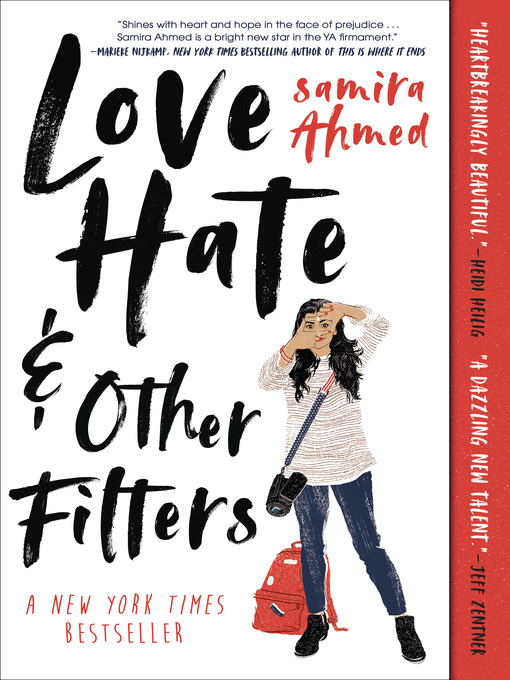 "Shines with heart and hope in the face of prejudice . . .
Samira Ahmed is a bright new star in the YA firmament."
—MARIEKE NIJKAMP, NEW YORK TIMES BESTSELLING AUTHOR OF THIS IS WHERE IT ENDS
Love
samira
Ahmed
Hate
& Other
Filters
A NEW YORK TIMES
BESTSELLER
"HEARTBREAKINGLY BEAUTIFUL."—HEIDI HEILIG "A DAZZLING NEW TALENT."—JEFF ZENTNER